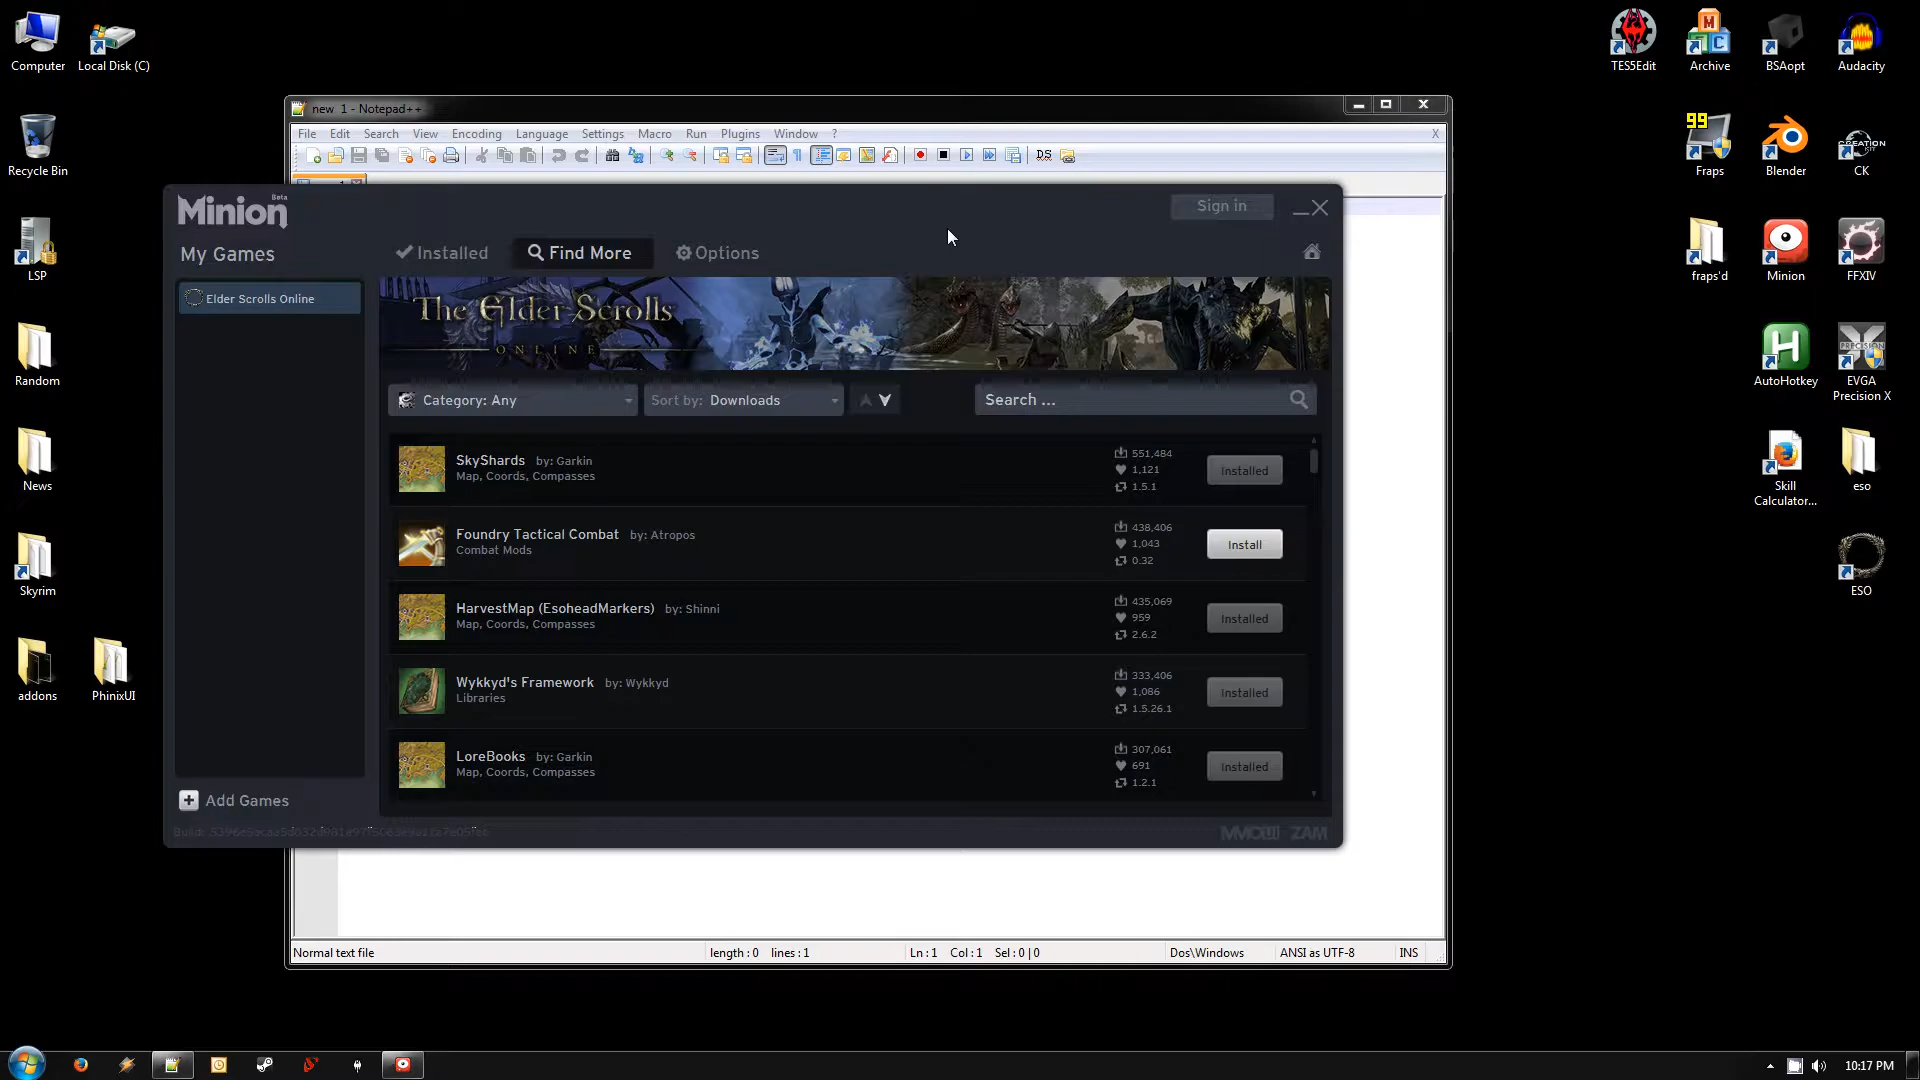 Computer
Local Disk (C)
Recycle Bin
LSP
Random
News
Skyrim
addons
PhinixUI
TES5Edit
Archive
BSAopt
Audacity
99
Fraps
Blender
CREATION KIT
CK
fraps'd
Minion
FFXIV
AutoHotkey
PRECISION
EVGA
Precision X
Skill
Calculator...
eso
ESO
new 1 - Notepad++
File Edit Search View Encoding Language Settings Macro Run Plugins Window ? X
Minion Beta
Sign in
My Games
Installed
Find More
Options
Elder Scrolls Online
The Elder Scrolls
ONLINE
Category: Any
Sort by: Downloads
Search ...
SkyShards by: Garkin
Map, Coords, Compasses
551,484
1,121
1.5.1
Installed
Foundry Tactical Combat by: Atropos
Combat Mods
438,406
1,043
0.32
Install
HarvestMap (EsoheadMarkers) by: Shinni
Map, Coords, Compasses
435,069
959
2.6.2
Installed
Wykkyd's Framework by: Wykkyd
Libraries
333,406
1,086
1.5.26.1
Installed
LoreBooks by: Garkin
Map, Coords, Compasses
307,061
691
1.2.1
Installed
Add Games
Build:
MMOUI ZAM
Normal text file
length : 0 lines : 1
Ln : 1 Col : 1 Sel : 0 | 0
Dos\Windows
ANSI as UTF-8
INS
10:17 PM